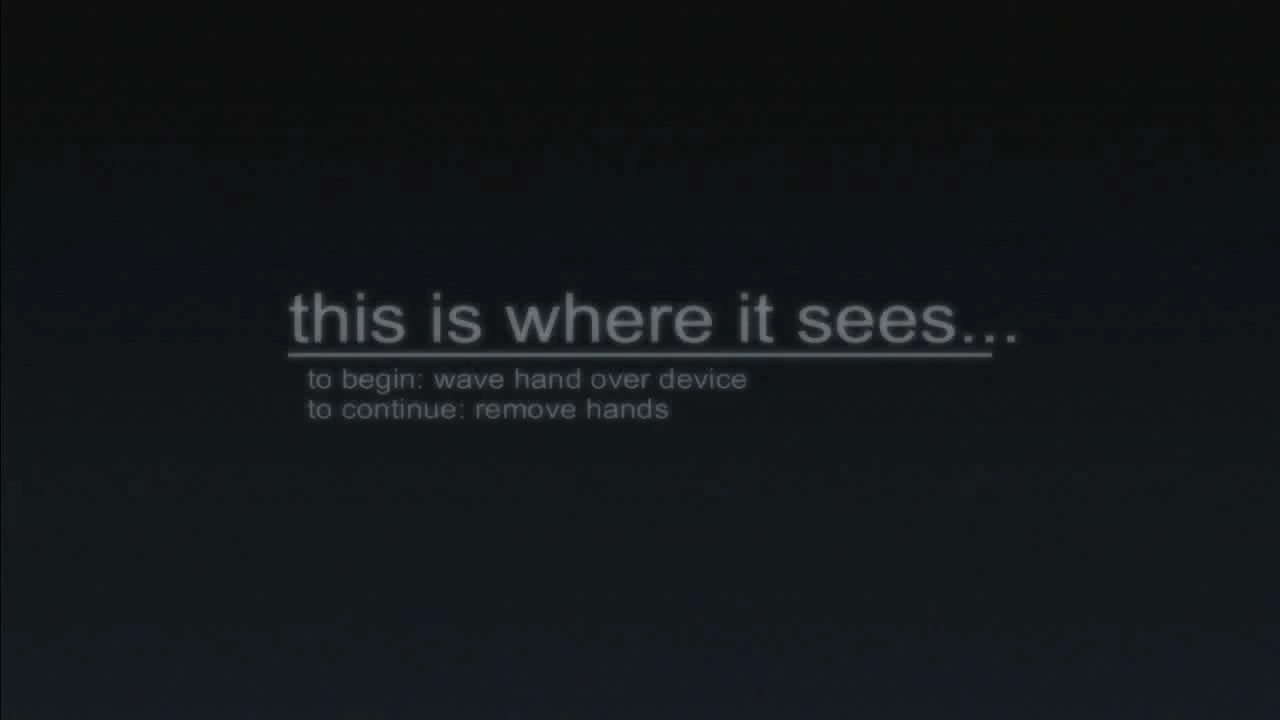 this is where it sees...
to begin: wave hand over device
to continue: remove hands